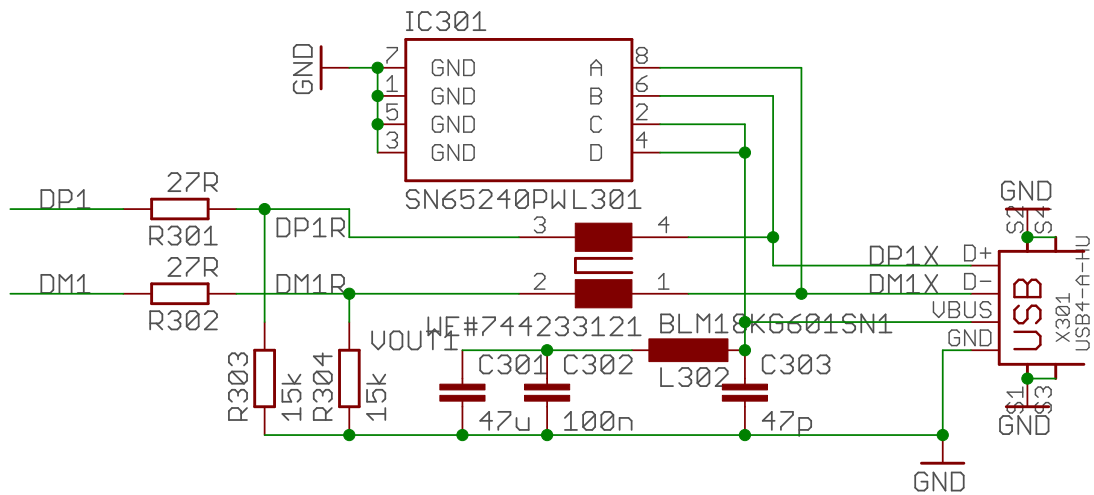 IC301
GND
7 GND A 8
1 GND B 6
5 GND C 2
3 GND D 4
SN65240PW
L301
27R
DP1
R301
DP1R
3
4
27R
DM1
R302
DM1R
2
1
GND
S2
S4
DP1X
D+
DM1X
D-
VBUS
GND
USB
X301
USB4-A-HU
WE#744233121
BLM18KG601SN1
VOUT1
C301
C302
L302
C303
R303
15k
R304
15k
47u
100n
47p
S1
S3
GND
GND